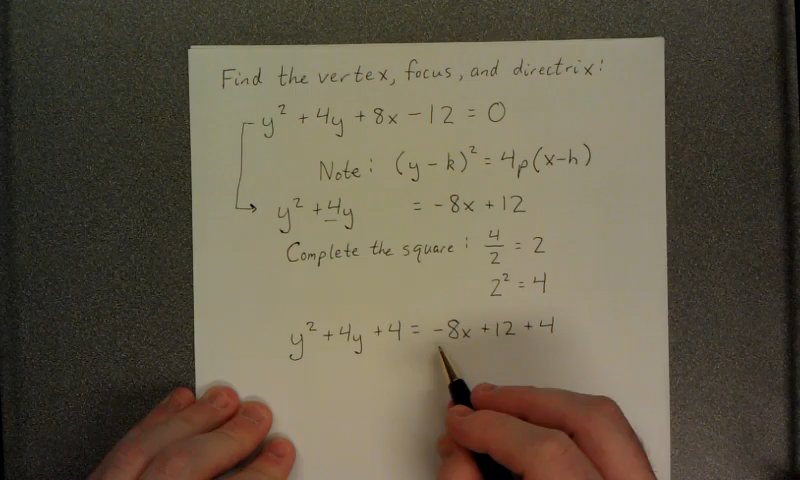 Find the vertex, focus, and directrix:
y² + 4y + 8x - 12 = 0
Note: (y - k)² = 4p(x-h)
y² + 4y = -8x + 12
Complete the square: 4/2 = 2
2² = 4
y² + 4y + 4 = -8x + 12 + 4